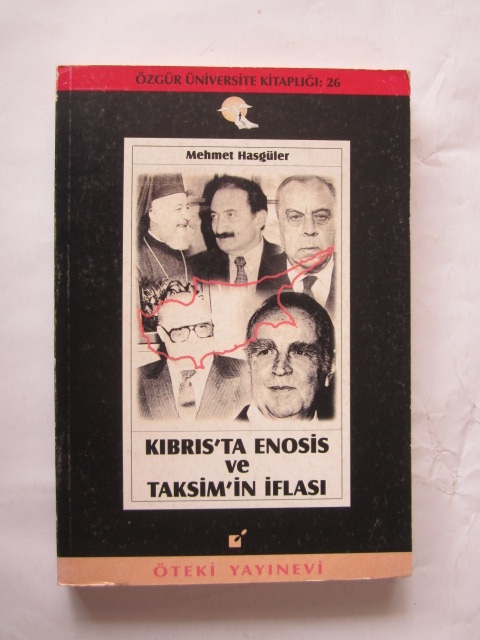 ÖZGÜR ÜNİVERSİTE KİTAPLIĞI: 26
Mehmet Hasgüler
KIBRIS'TA ENOSİS
ve
TAKSİM'İN İFLASI
ÖTEKİ YAYINEVİ